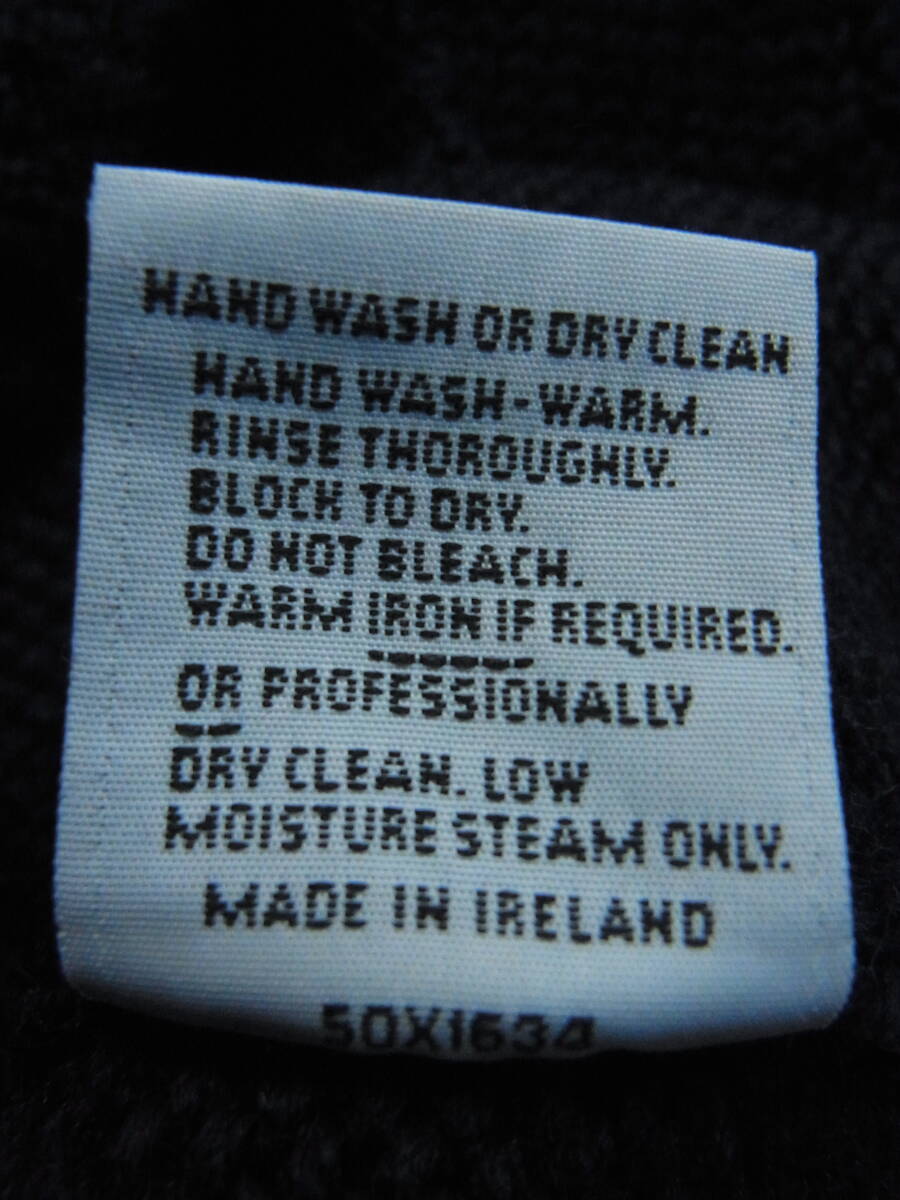 HAND WASH OR DRY CLEAN
HAND WASH-WARM.
RINSE THOROUGHLY.
BLOCK TO DRY.
DO NOT BLEACH.
WARM IRON IF REQUIRED.
OR PROFESSIONALLY
DRY CLEAN. LOW
MOISTURE STEAM ONLY.
MADE IN IRELAND
50X1634